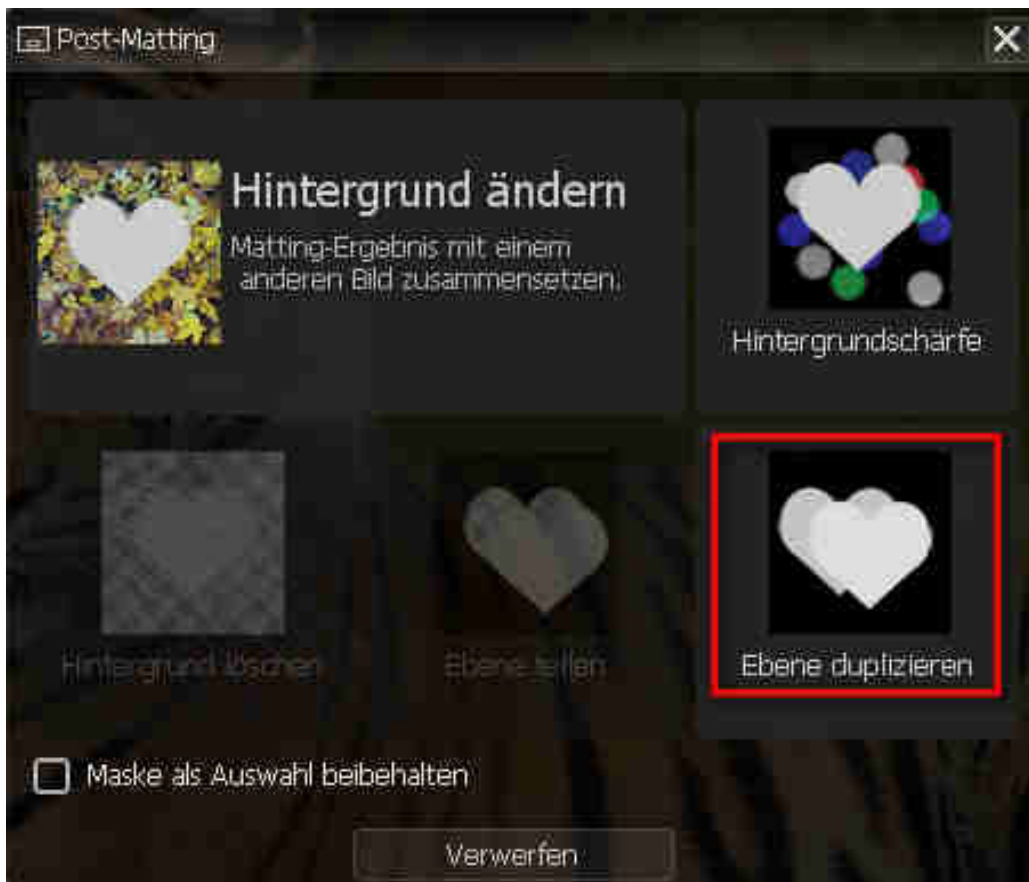 Post-Matting
Hintergrund ändern
Matting-Ergebnis mit einem
anderen Bild zusammensetzen.
Hintergrundschärfe
Hintergrund löschen
Ebene teilen
Ebene duplizieren
Maske als Auswahl beibehalten
Verwerfen